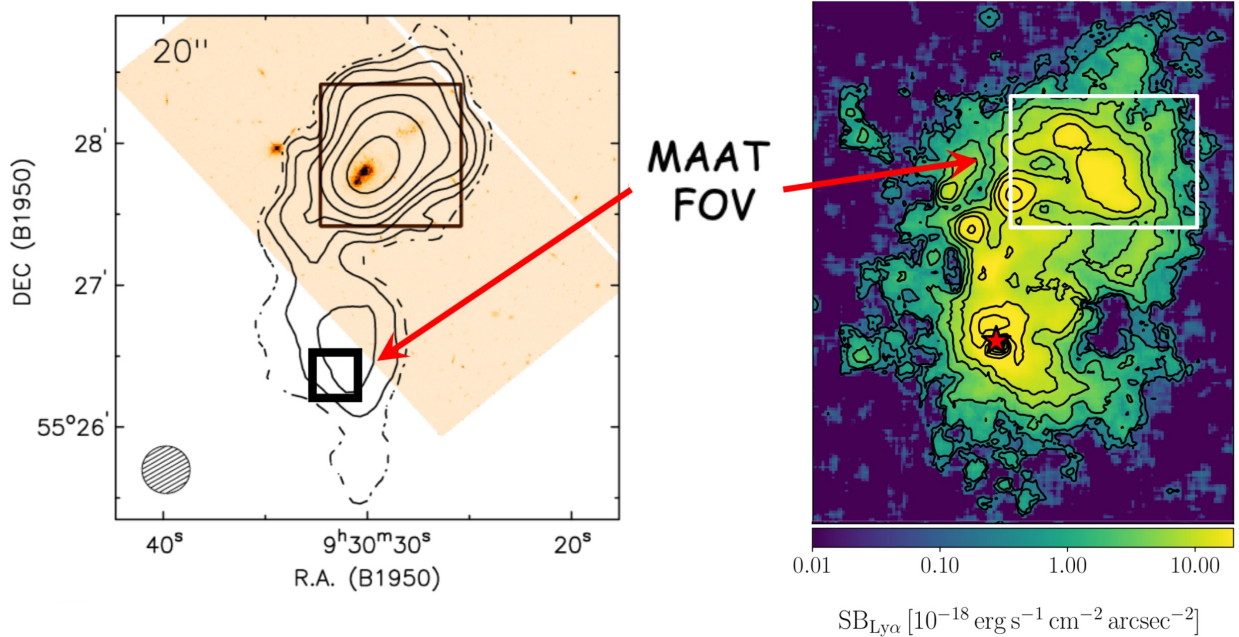 20"
28'
27'
55°26'
DEC (B1950)
40ˢ
9ʰ30ᵐ30ˢ
20ˢ
R.A. (B1950)
MAAT
FOV
0.01
0.10
1.00
10.00
SB_Lyα [10⁻¹⁸ erg s⁻¹ cm⁻² arcsec⁻²]